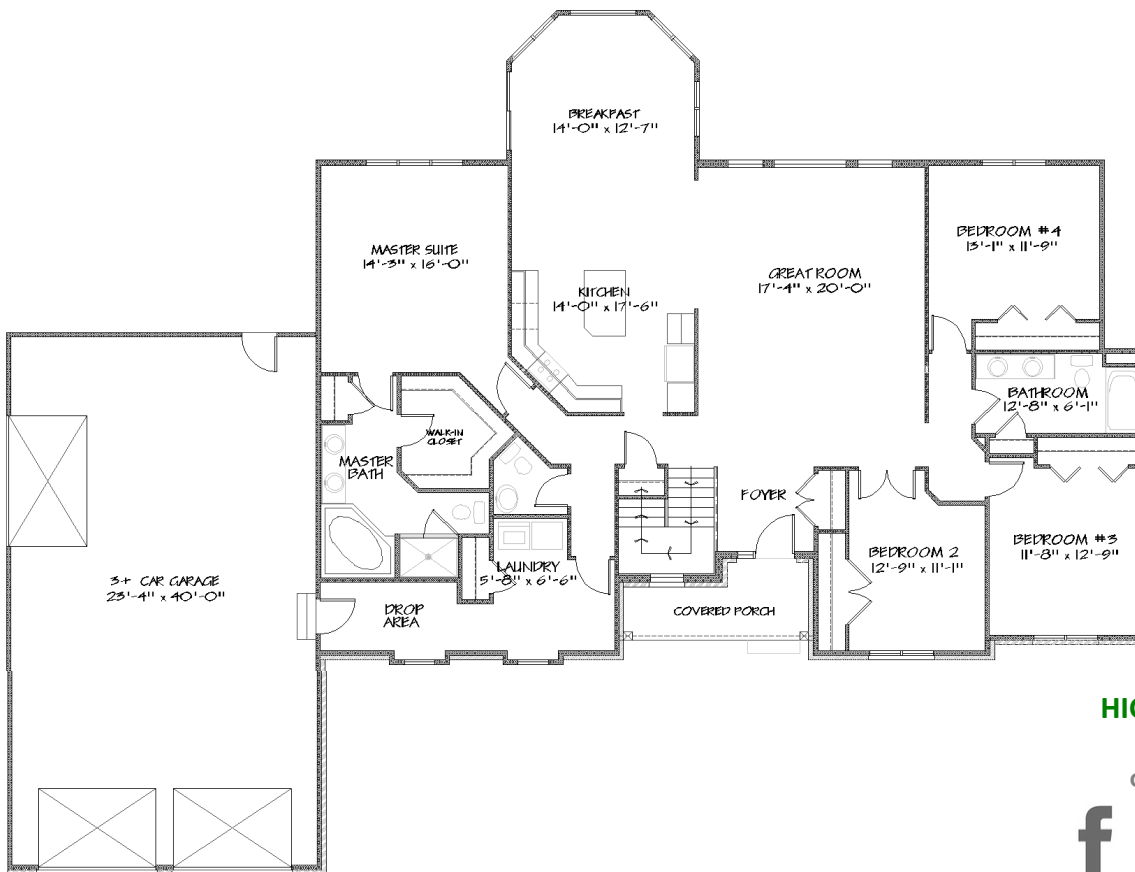 BREAKFAST
14'-0" x 12'-7"
MASTER SUITE
14'-3" x 16'-0"
KITCHEN
14'-0" x 17'-6"
GREAT ROOM
17'-4" x 20'-0"
BEDROOM #4
13'-1" x 11'-9"
BATHROOM
12'-8" x 6'-1"
WALK-IN
CLOSET
MASTER
BATH
FOYER
BEDROOM #3
11'-8" x 12'-9"
BEDROOM 2
12'-9" x 11'-1"
LAUNDRY
5'-8" x 6'-6"
3+ CAR GARAGE
23'-4" x 40'-0"
DROP
AREA
COVERED PORCH
f